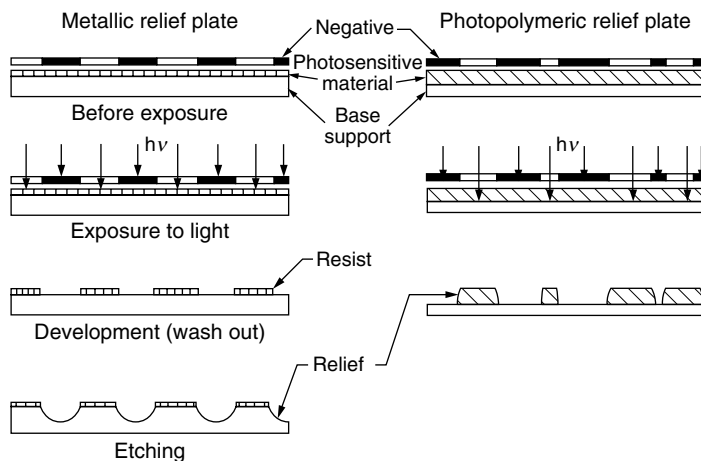 Metallic relief plate
Photopolymeric relief plate
Negative
Photosensitive
material
Before exposure
Base
support
hν
hν
Exposure to light
Resist
Development (wash out)
Relief
Etching